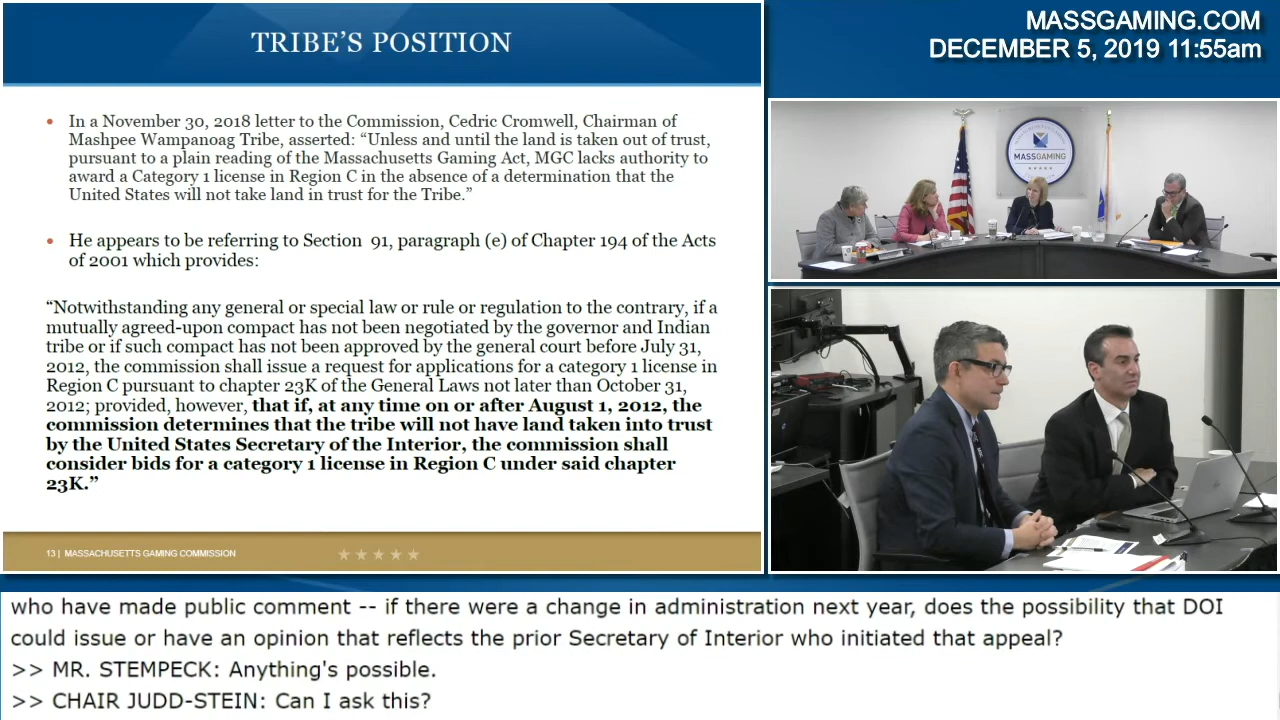 TRIBE'S POSITION
MASSGAMING.COM
DECEMBER 5, 2019 11:55am
• In a November 30, 2018 letter to the Commission, Cedric Cromwell, Chairman of
Mashpee Wampanoag Tribe, asserted: “Unless and until the land is taken out of trust,
pursuant to a plain reading of the Massachusetts Gaming Act, MGC lacks authority to
award a Category 1 license in Region C in the absence of a determination that the
United States will not take land in trust for the Tribe.”
• He appears to be referring to Section 91, paragraph (e) of Chapter 194 of the Acts
of 2001 which provides:
“Notwithstanding any general or special law or rule or regulation to the contrary, if a
mutually agreed-upon compact has not been negotiated by the governor and Indian
tribe or if such compact has not been approved by the general court before July 31,
2012, the commission shall issue a request for applications for a category 1 license in
Region C pursuant to chapter 23K of the General Laws not later than October 31,
2012; provided, however, that if, at any time on or after August 1, 2012, the
commission determines that the tribe will not have land taken into trust
by the United States Secretary of the Interior, the commission shall
consider bids for a category 1 license in Region C under said chapter
23K.”
13 | MASSACHUSETTS GAMING COMMISSION
MASSGAMING
who have made public comment -- if there were a change in administration next year, does the possibility that DOI
could issue or have an opinion that reflects the prior Secretary of Interior who initiated that appeal?
>> MR. STEMPECK: Anything's possible.
>> CHAIR JUDD-STEIN: Can I ask this?